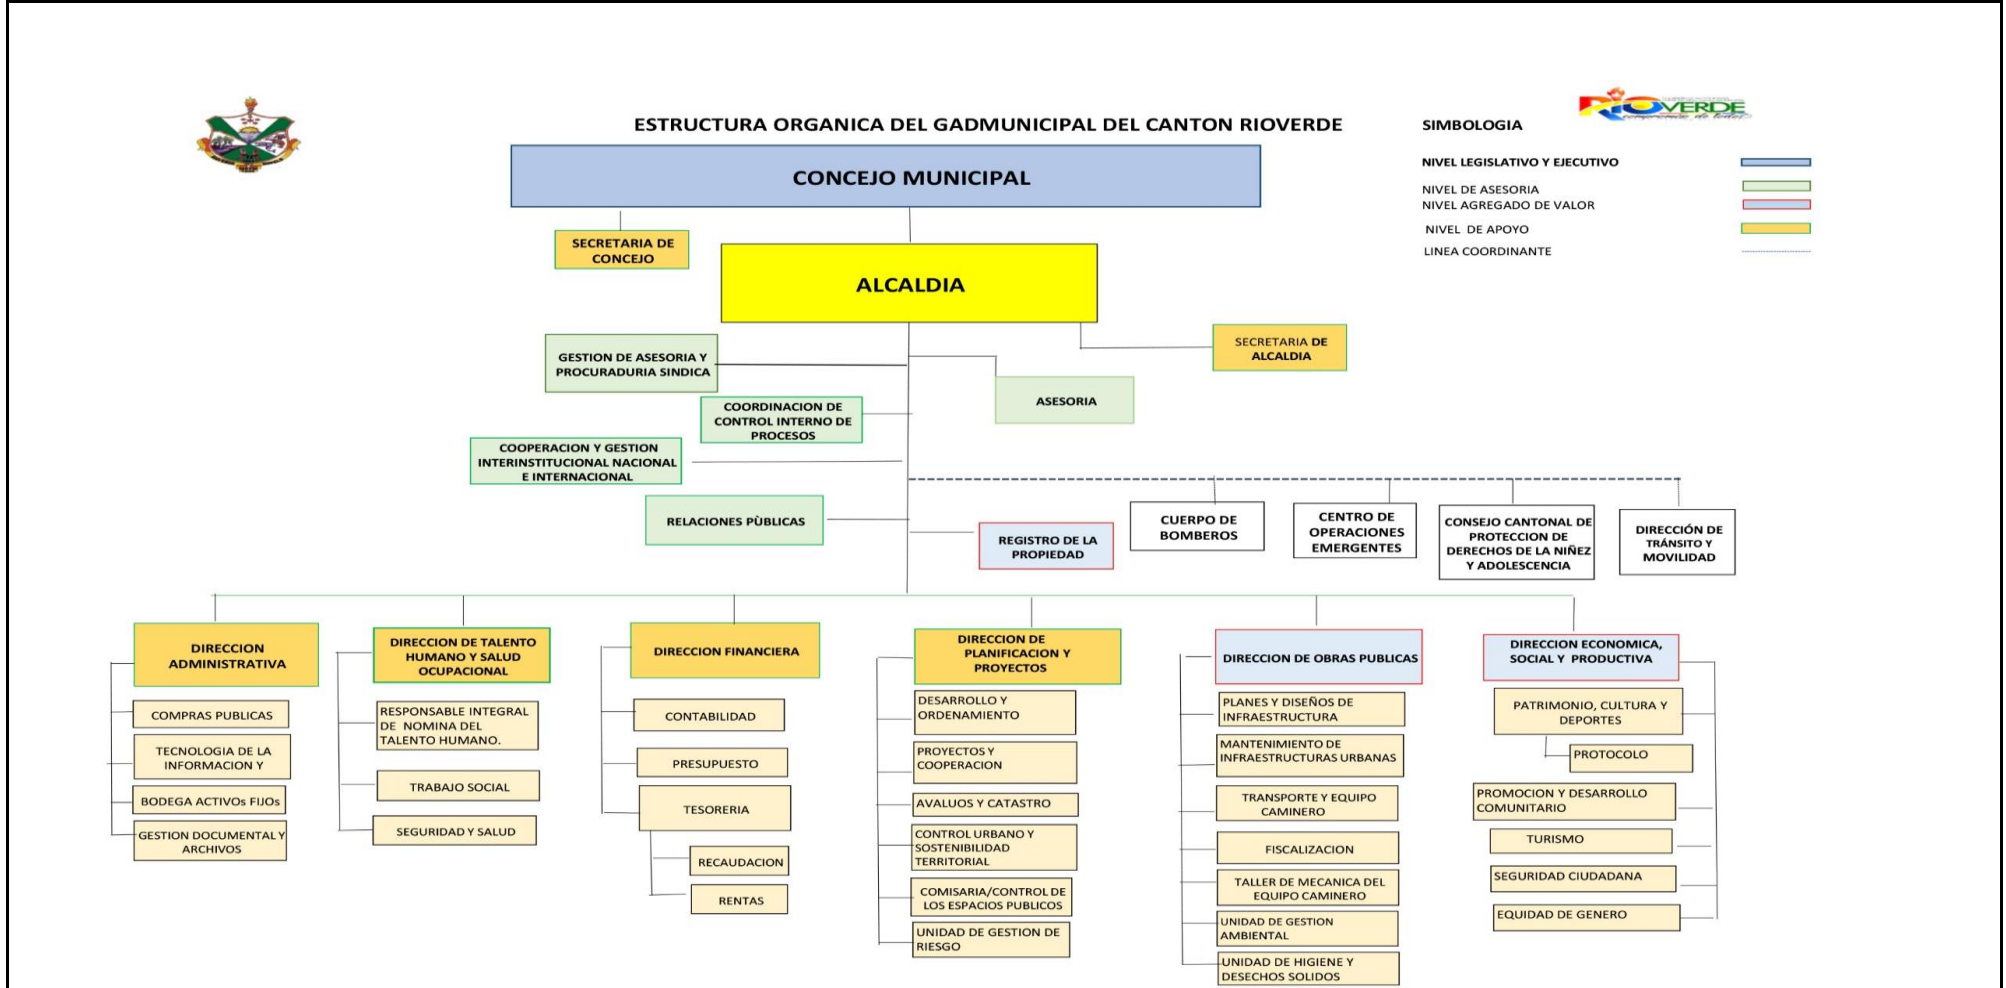 RIOVERDE
ESTRUCTURA ORGANICA DEL GADMUNICIPAL DEL CANTON RIOVERDE
SIMBOLOGIA
NIVEL LEGISLATIVO Y EJECUTIVO
NIVEL DE ASESORIA
NIVEL AGREGADO DE VALOR
NIVEL DE APOYO
LINEA COORDINANTE
CONCEJO MUNICIPAL
SECRETARIA DE
CONCEJO
ALCALDIA
SECRETARIA DE
ALCALDIA
GESTION DE ASESORIA Y
PROCURADURIA SINDICA
ASESORIA
COORDINACION DE
CONTROL INTERNO DE
PROCESOS
COOPERACION Y GESTION
INTERINSTITUCIONAL NACIONAL
E INTERNACIONAL
RELACIONES PÙBLICAS
REGISTRO DE LA
PROPIEDAD
CUERPO DE
BOMBEROS
CENTRO DE
OPERACIONES
EMERGENTES
CONSEJO CANTONAL DE
PROTECCION DE
DERECHOS DE LA NIÑEZ
Y ADOLESCENCIA
DIRECCIÓN DE
TRÁNSITO Y
MOVILIDAD
DIRECCION
ADMINISTRATIVA
COMPRAS PUBLICAS
TECNOLOGIA DE LA
INFORMACION Y
BODEGA ACTIVOs FIJOs
GESTION DOCUMENTAL Y
ARCHIVOS
DIRECCION DE TALENTO
HUMANO Y SALUD
OCUPACIONAL
RESPONSABLE INTEGRAL
DE NOMINA DEL
TALENTO HUMANO.
TRABAJO SOCIAL
SEGURIDAD Y SALUD
DIRECCION FINANCIERA
CONTABILIDAD
PRESUPUESTO
TESORERIA
RECAUDACION
RENTAS
DIRECCION DE
PLANIFICACION Y
PROYECTOS
DESARROLLO Y
ORDENAMIENTO
PROYECTOS Y
COOPERACION
AVALUOS Y CATASTRO
CONTROL URBANO Y
SOSTENIBILIDAD
TERRITORIAL
COMISARIA/CONTROL DE
LOS ESPACIOS PUBLICOS
UNIDAD DE GESTION DE
RIESGO
DIRECCION DE OBRAS PUBLICAS
PLANES Y DISEÑOS DE
INFRAESTRUCTURA
MANTENIMIENTO DE
INFRAESTRUCTURAS URBANAS
TRANSPORTE Y EQUIPO
CAMINERO
FISCALIZACION
TALLER DE MECANICA DEL
EQUIPO CAMINERO
UNIDAD DE GESTION
AMBIENTAL
UNIDAD DE HIGIENE Y
DESECHOS SOLIDOS
DIRECCION ECONOMICA,
SOCIAL Y PRODUCTIVA
PATRIMONIO, CULTURA Y
DEPORTES
PROTOCOLO
PROMOCION Y DESARROLLO
COMUNITARIO
TURISMO
SEGURIDAD CIUDADANA
EQUIDAD DE GENERO